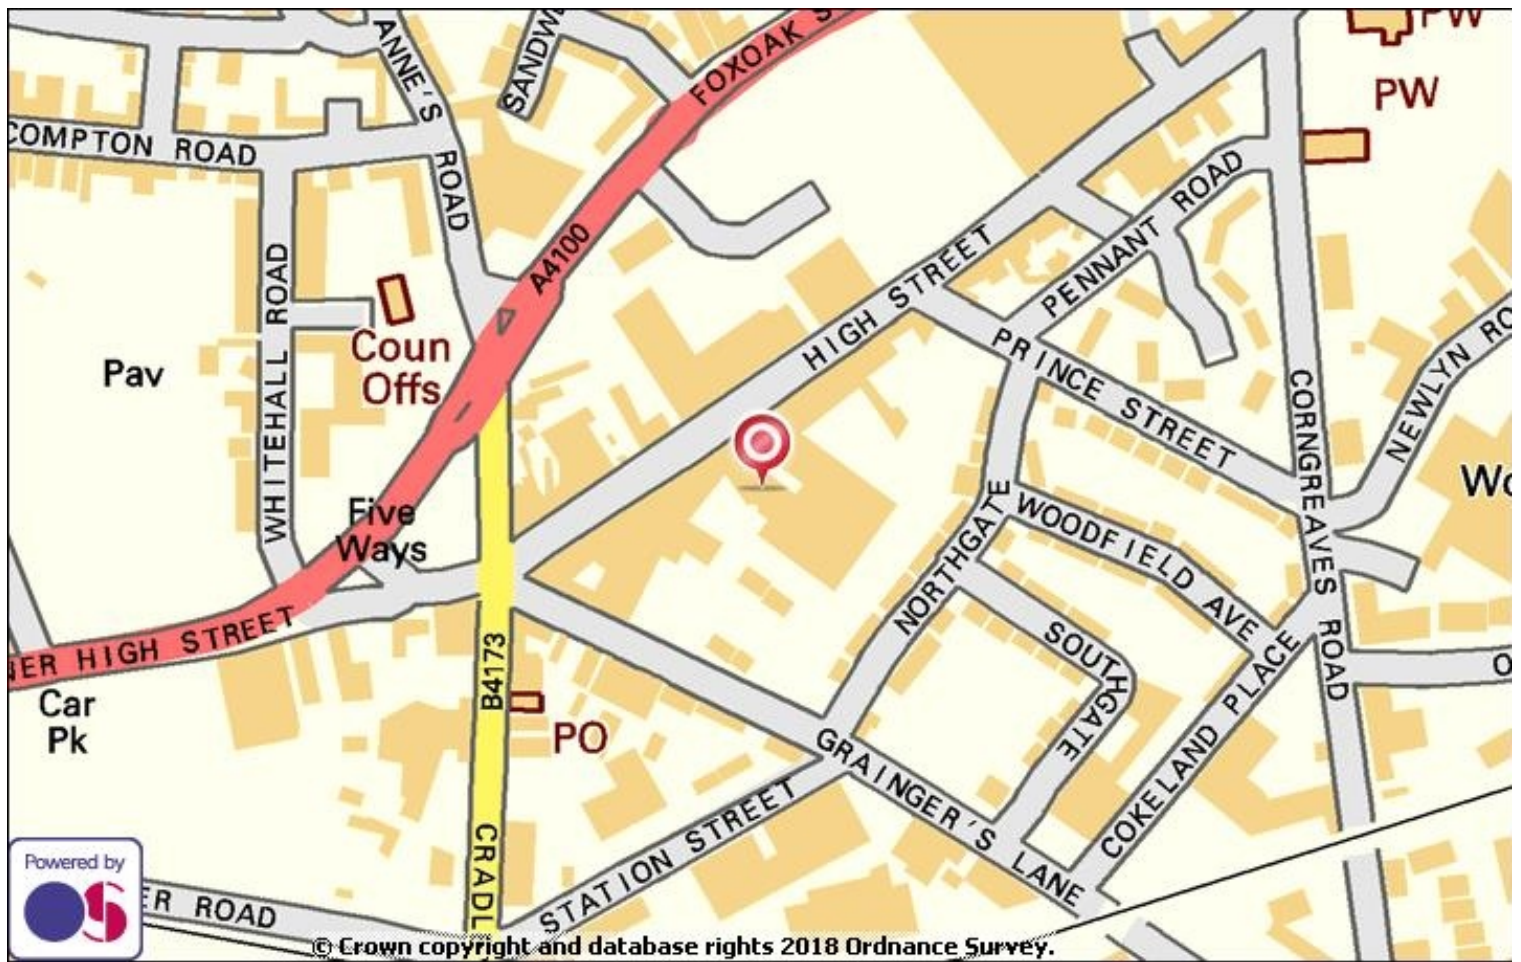 ANNE'S ROAD
SANDW
FOXOAK S
PW
PW
COMPTON ROAD
A4100
HIGH STREET
PENNANT ROAD
WHITEHALL ROAD
Coun
Offs
Pav
PRINCE STREET
CORNGREAVES ROAD
NEWLYN RO
Wo
Five
Ways
NORTHGATE
WOODFIELD AVE
SOUTHGATE
COKELAND PLACE
O
WER HIGH STREET
B4173
Car
Pk
PO
GRAINGER'S LANE
STATION STREET
CRADL
Powered by
OS
ER ROAD
© Crown copyright and database rights 2018 Ordnance Survey.